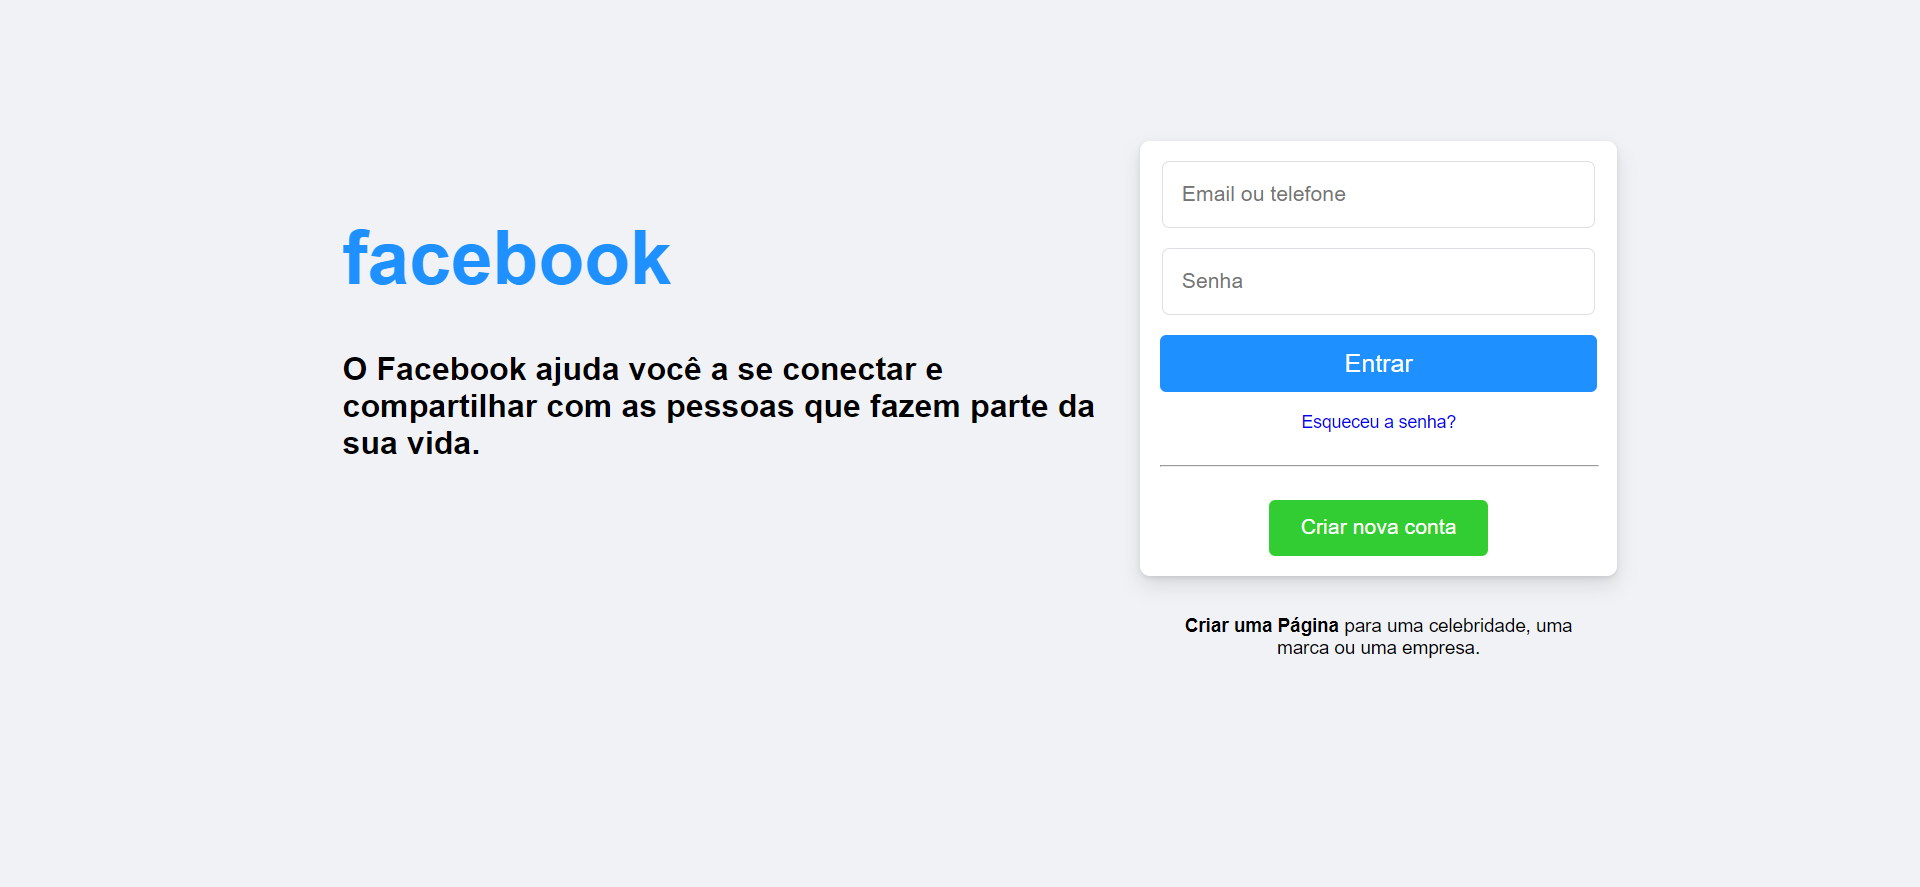 facebook
O Facebook ajuda você a se conectar e
compartilhar com as pessoas que fazem parte da
sua vida.
Email ou telefone
Senha
Entrar
Esqueceu a senha?
Criar nova conta
Criar uma Página para uma celebridade, uma
marca ou uma empresa.